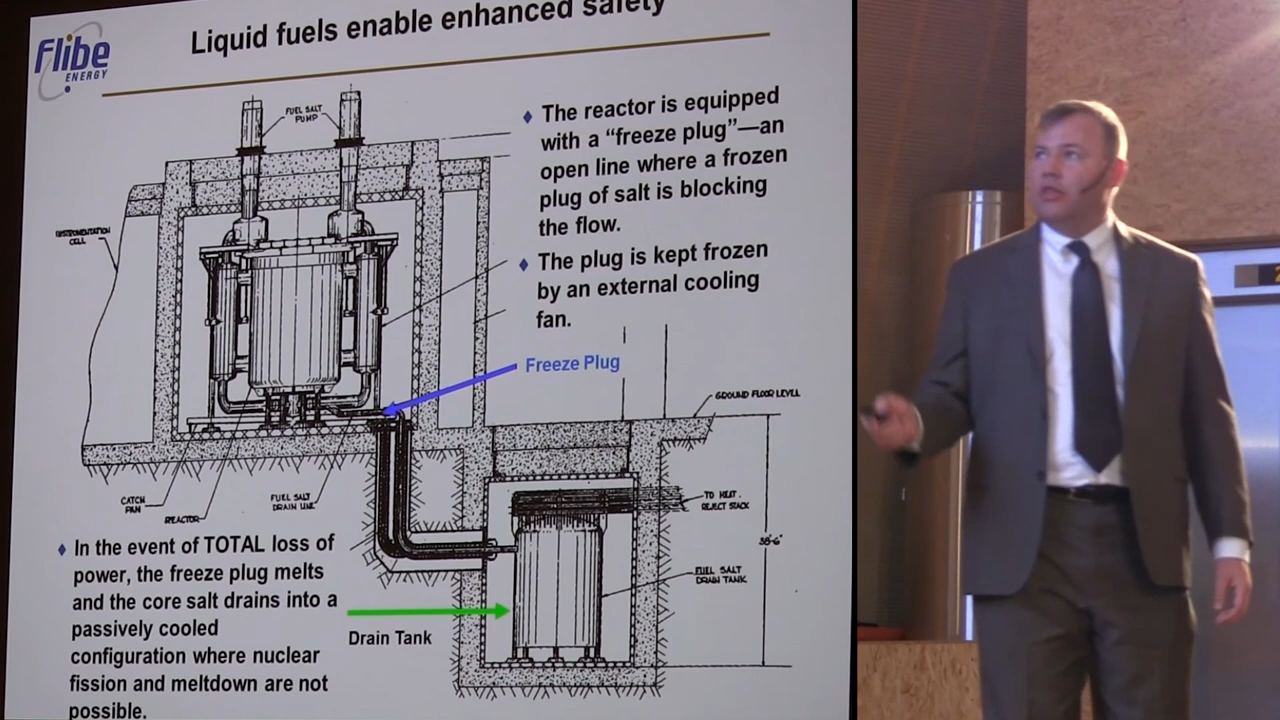 Flibe
ENERGY
Liquid fuels enable enhanced safety
The reactor is equipped
with a “freeze plug”—an
open line where a frozen
plug of salt is blocking
the flow.
The plug is kept frozen
by an external cooling
fan.
FUEL SALT
PUMP
INSTRUMENTATION
CELL
Freeze Plug
GROUND FLOOR LEVEL
CATCH
PAN
REACTOR
FUEL SALT
DRAIN LINE
TO HEAT
REJECT STACK
38'-6"
FUEL SALT
DRAIN TANK
Drain Tank
In the event of TOTAL loss of
power, the freeze plug melts
and the core salt drains into a
passively cooled
configuration where nuclear
fission and meltdown are not
possible.